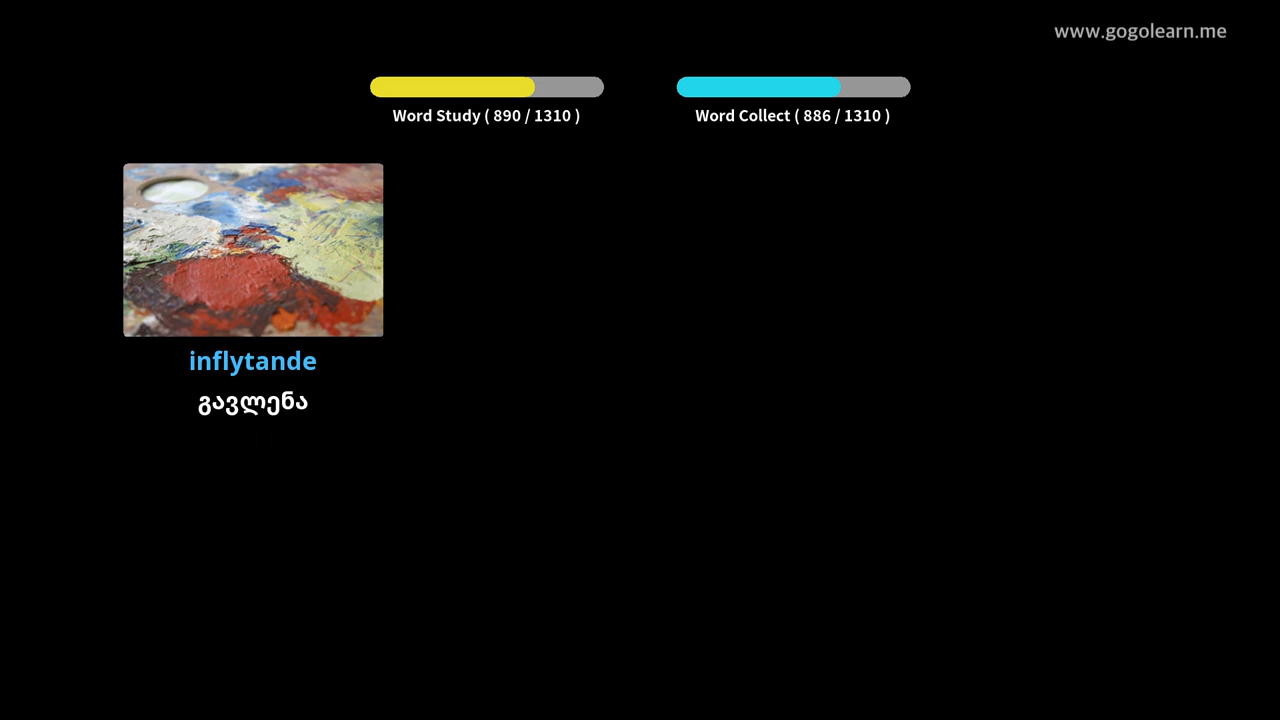 www.gogolearn.me
Word Study ( 890 / 1310 )
Word Collect ( 886 / 1310 )
inflytande
გავლენა